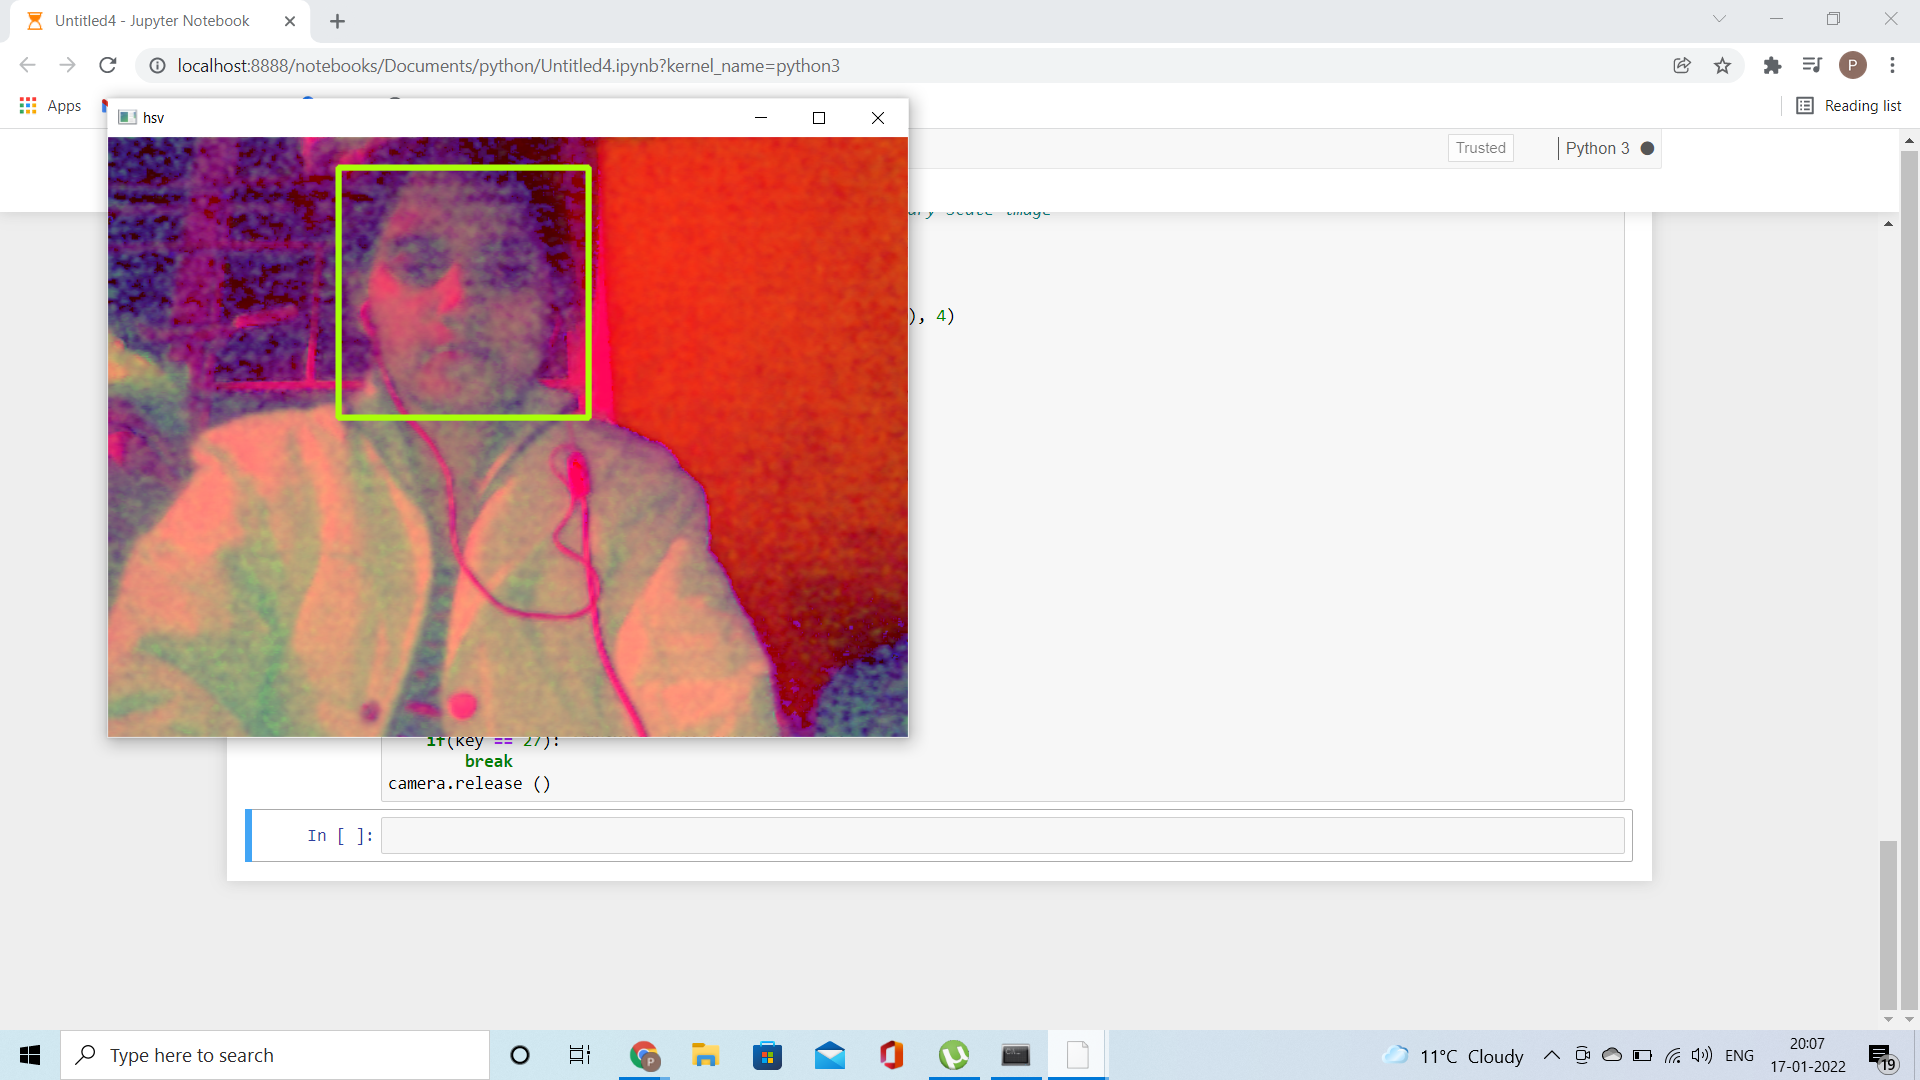 Untitled4 - Jupyter Notebook
localhost:8888/notebooks/Documents/python/Untitled4.ipynb?kernel_name=python3
P
Apps
Reading list
hsv
Trusted
Python 3
scale image
), 4)
if(key == 27):
break
camera.release ()
In [ ]:
Type here to search
P
11°C Cloudy
ENG
20:07
17-01-2022
19